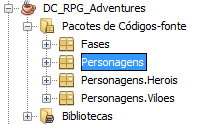 DC_RPG_Adventures
Pacotes de Códigos-fonte
Fases
Personagens
Personagens.Herois
Personagens.Viloes
Bibliotecas